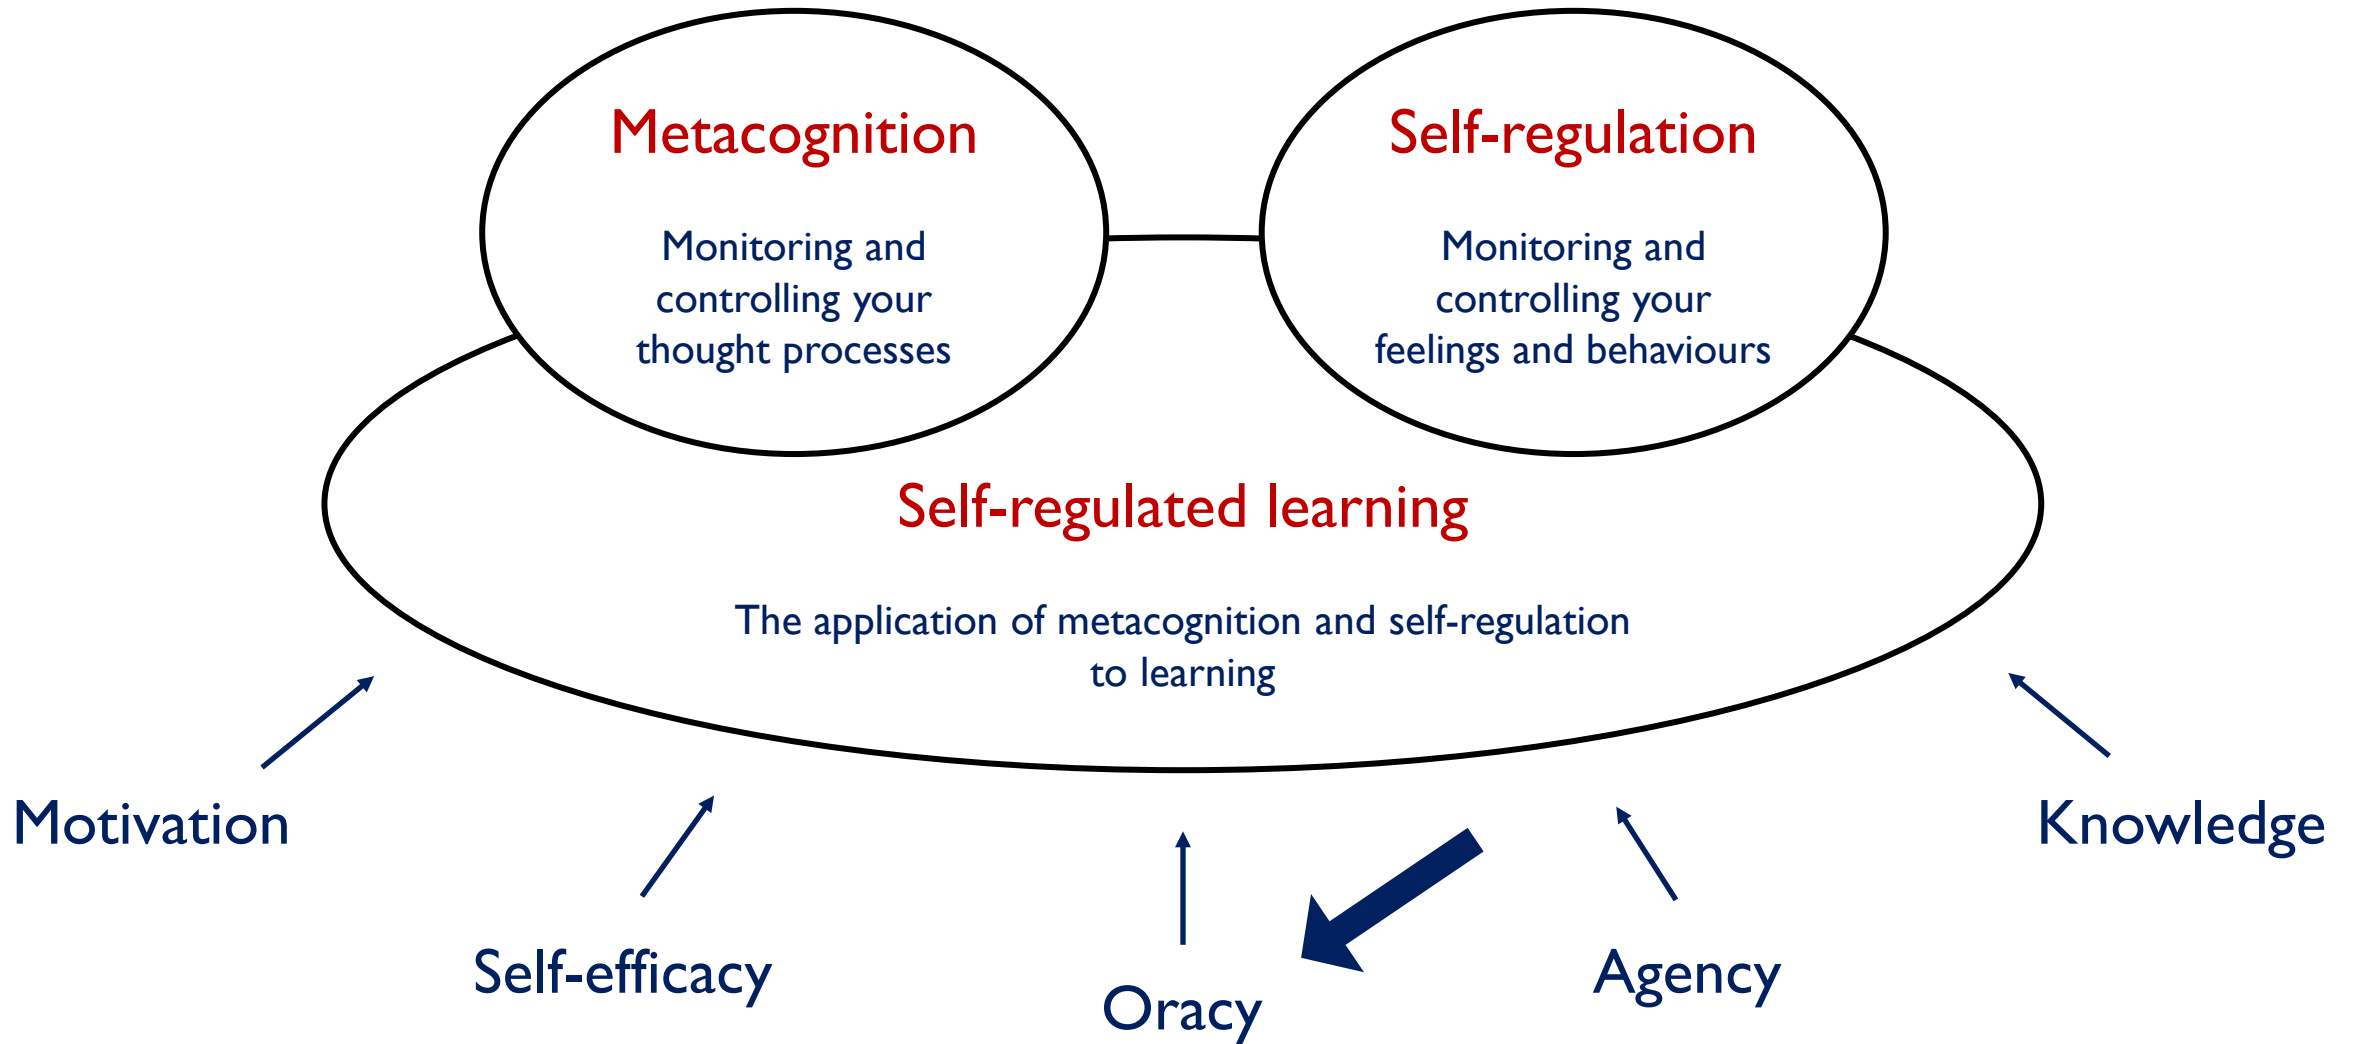 Metacognition
Monitoring and
controlling your
thought processes
Self-regulation
Monitoring and
controlling your
feelings and behaviours
Self-regulated learning
The application of metacognition and self-regulation
to learning
Motivation
Self-efficacy
Oracy
Agency
Knowledge